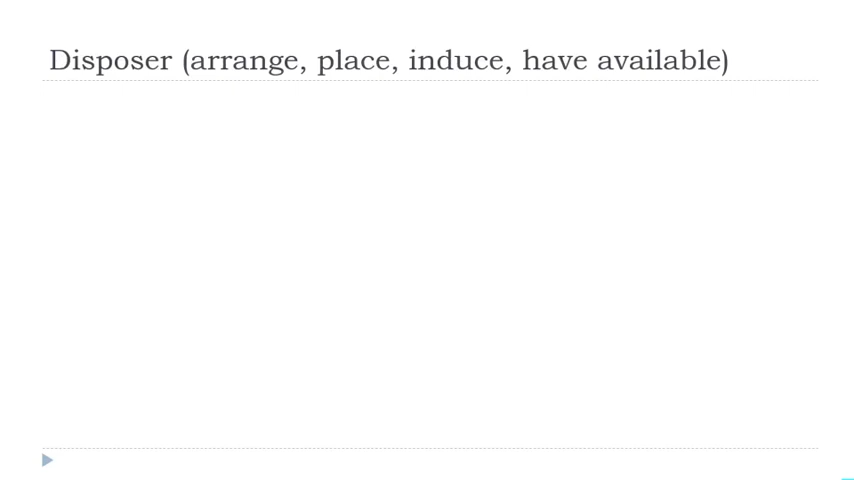 Disposer (arrange, place, induce, have available)